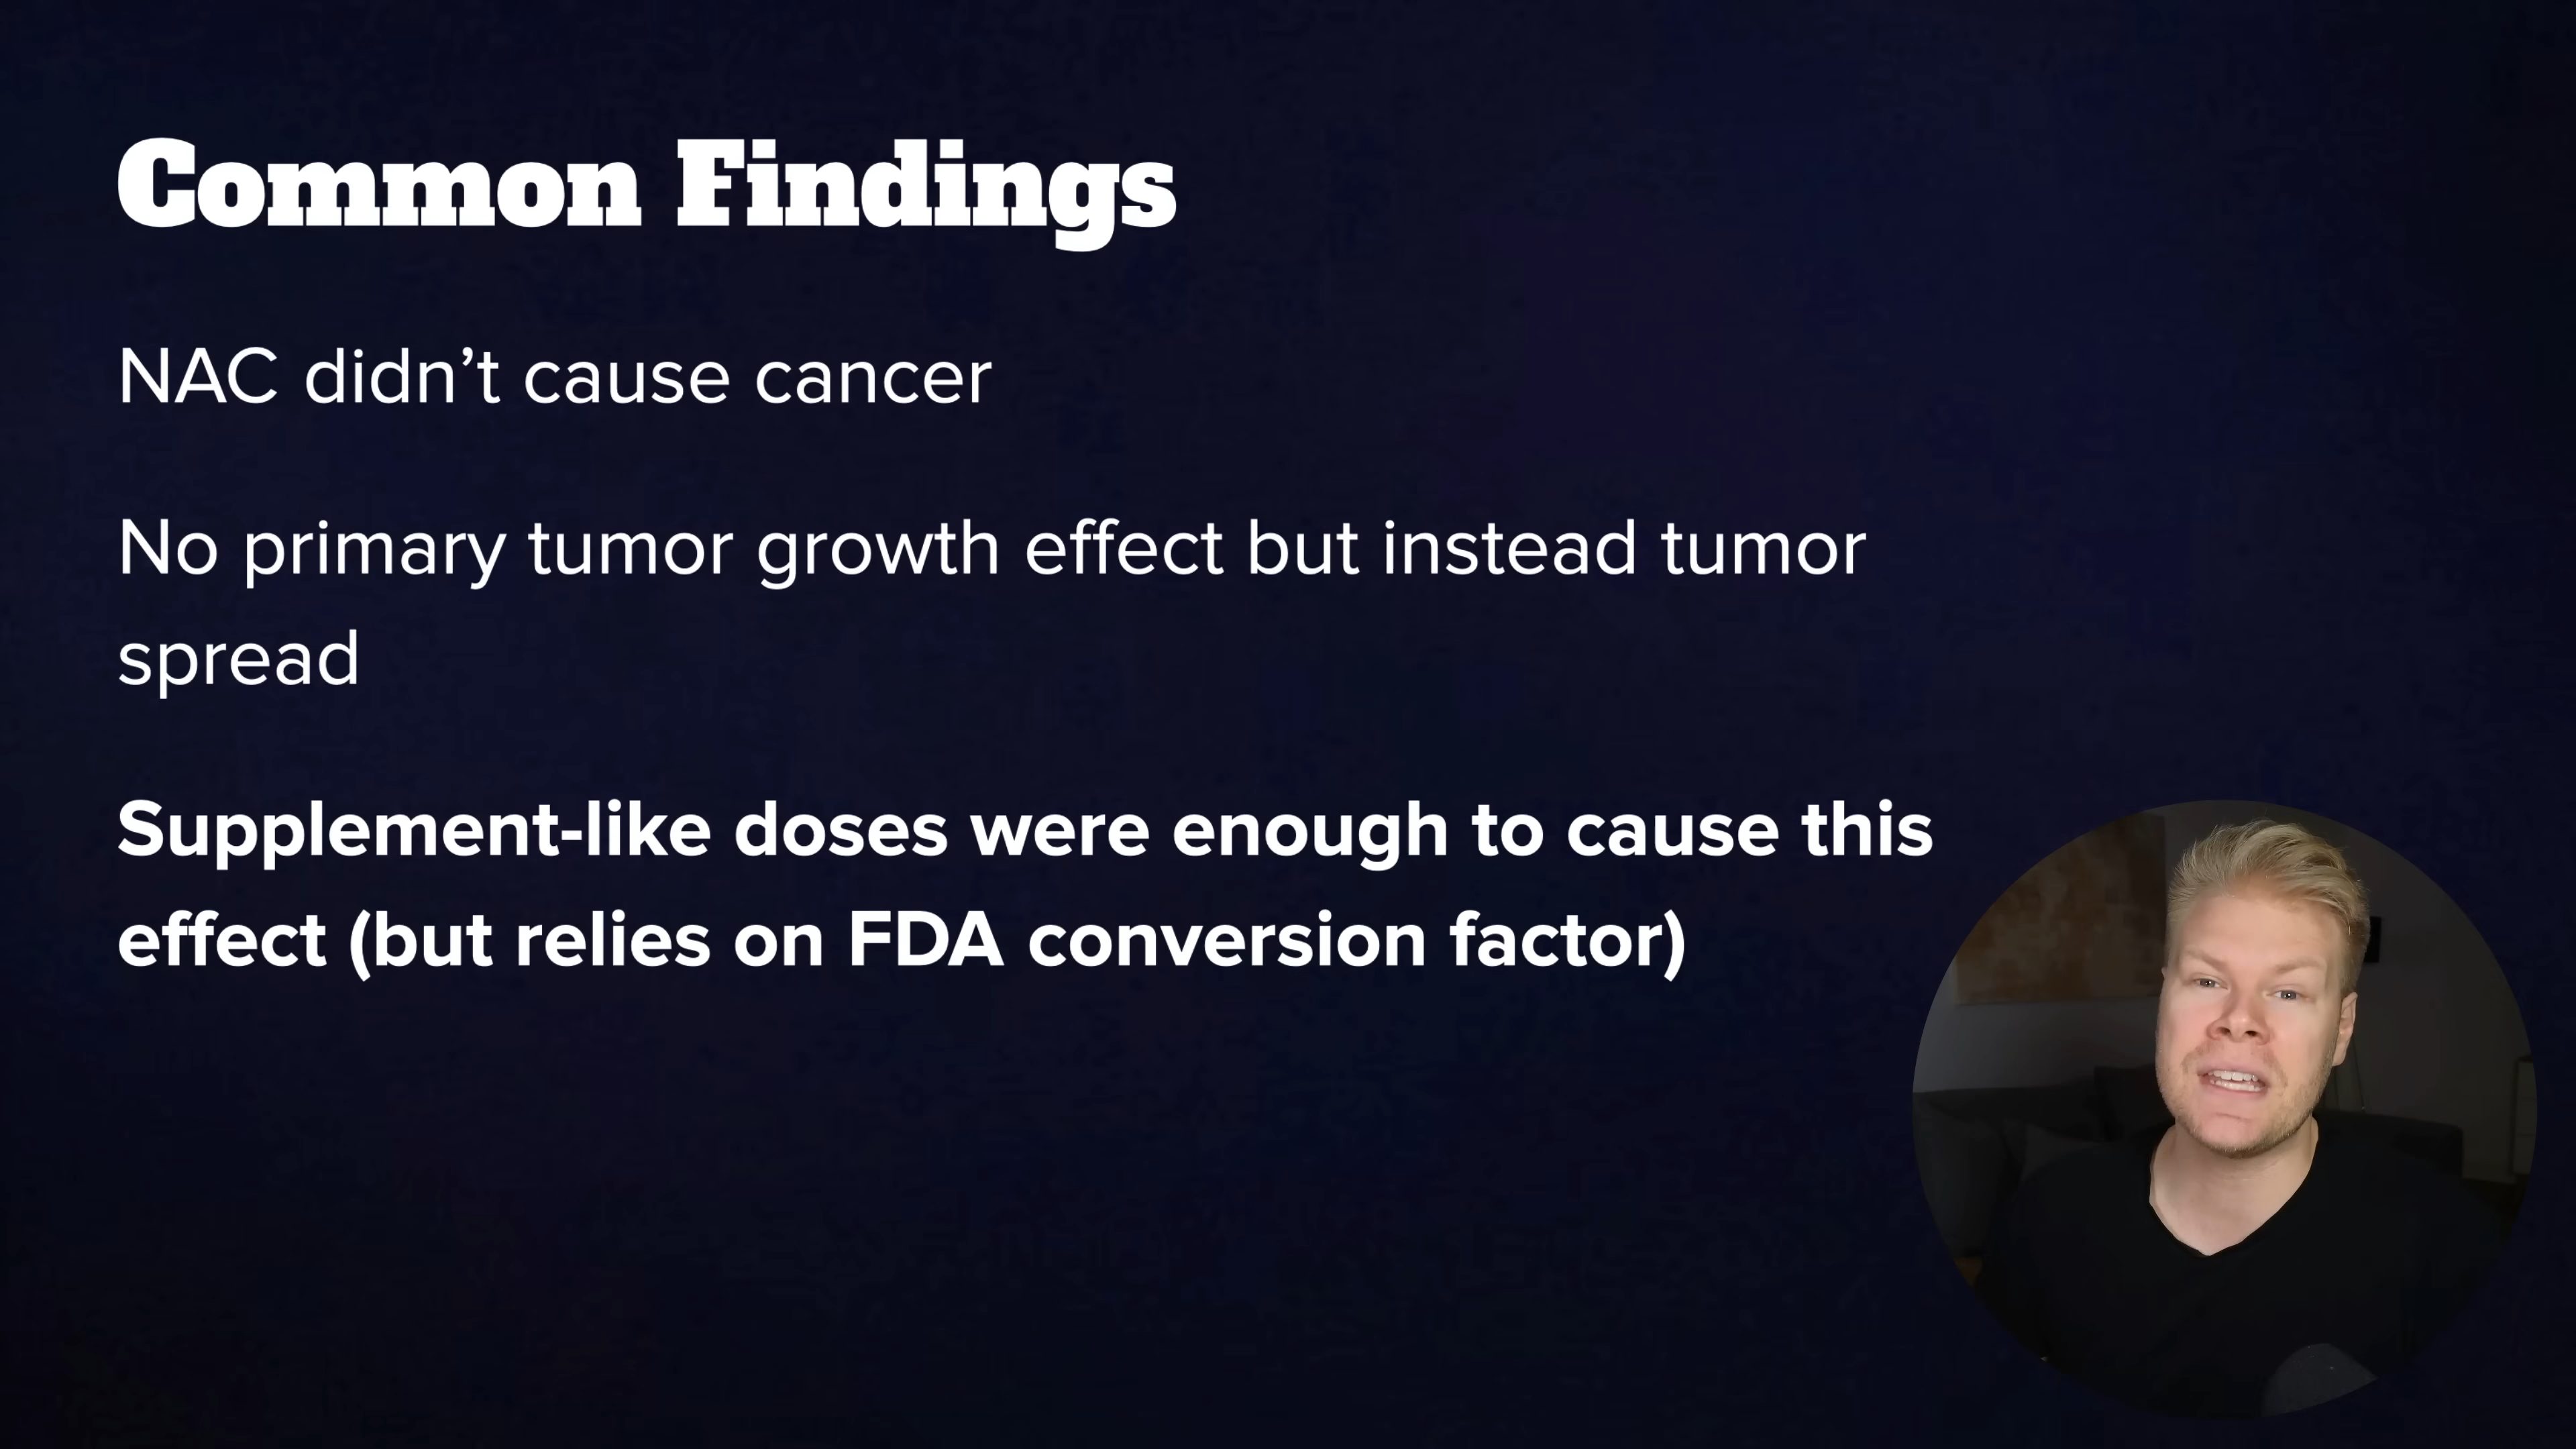 Common Findings
NAC didn’t cause cancer
No primary tumor growth effect but instead tumor
spread
Supplement-like doses were enough to cause this
effect (but relies on FDA conversion factor)